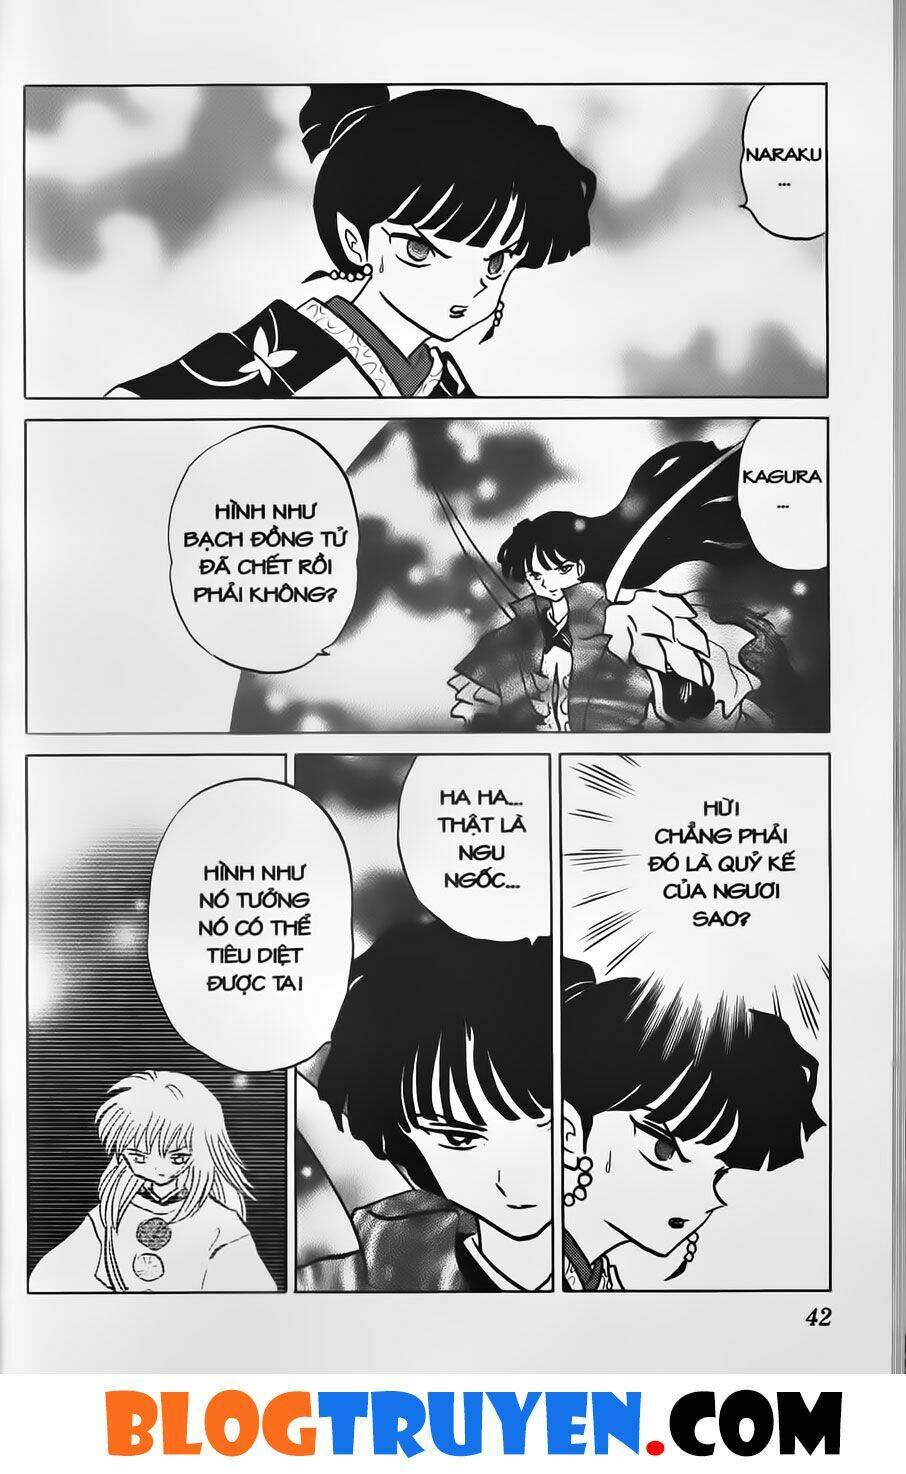 NARAKU
...
KAGURA
...
HÌNH NHƯ
BẠCH ĐỒNG TỬ
ĐÃ CHẾT RỒI
PHẢI KHÔNG?
HỪ!
CHẲNG PHẢI
ĐÓ LÀ QUỶ KẾ
CỦA NGƯƠI
SAO?
HA HA...
THẬT LÀ
NGU
NGỐC...
HÌNH NHƯ
NÓ TƯỞNG
NÓ CÓ THỂ
TIÊU DIỆT
ĐƯỢC TA!
42
BLOGTRUYEN.COM